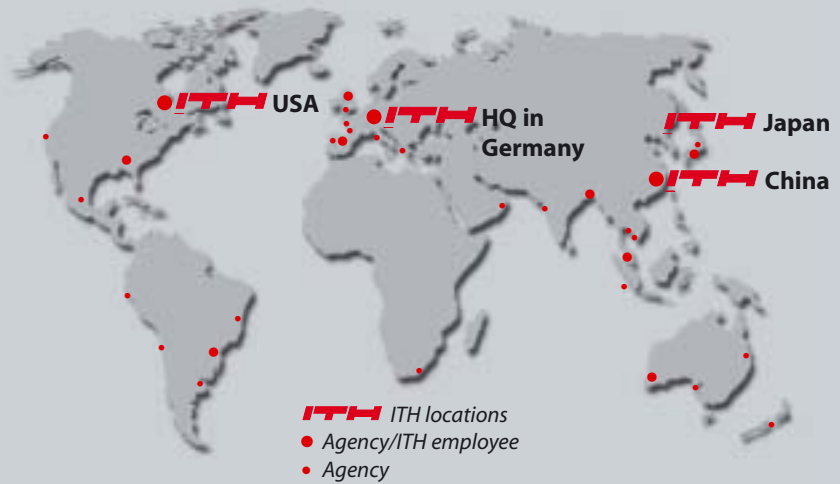 ITH USA
ITH HQ in
Germany
ITH Japan
ITH China
ITH ITH locations
Agency/ITH employee
Agency